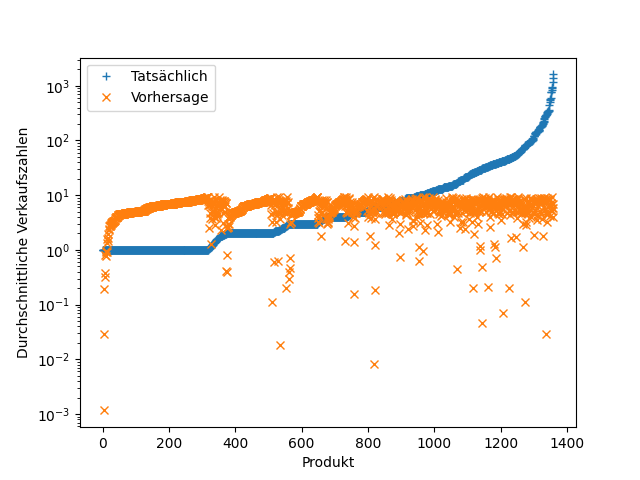 Tatsächlich
Vorhersage
Durchschnittliche Verkaufszahlen
10³
10²
10¹
10⁰
10⁻¹
10⁻²
10⁻³
0 200 400 600 800 1000 1200 1400
Produkt